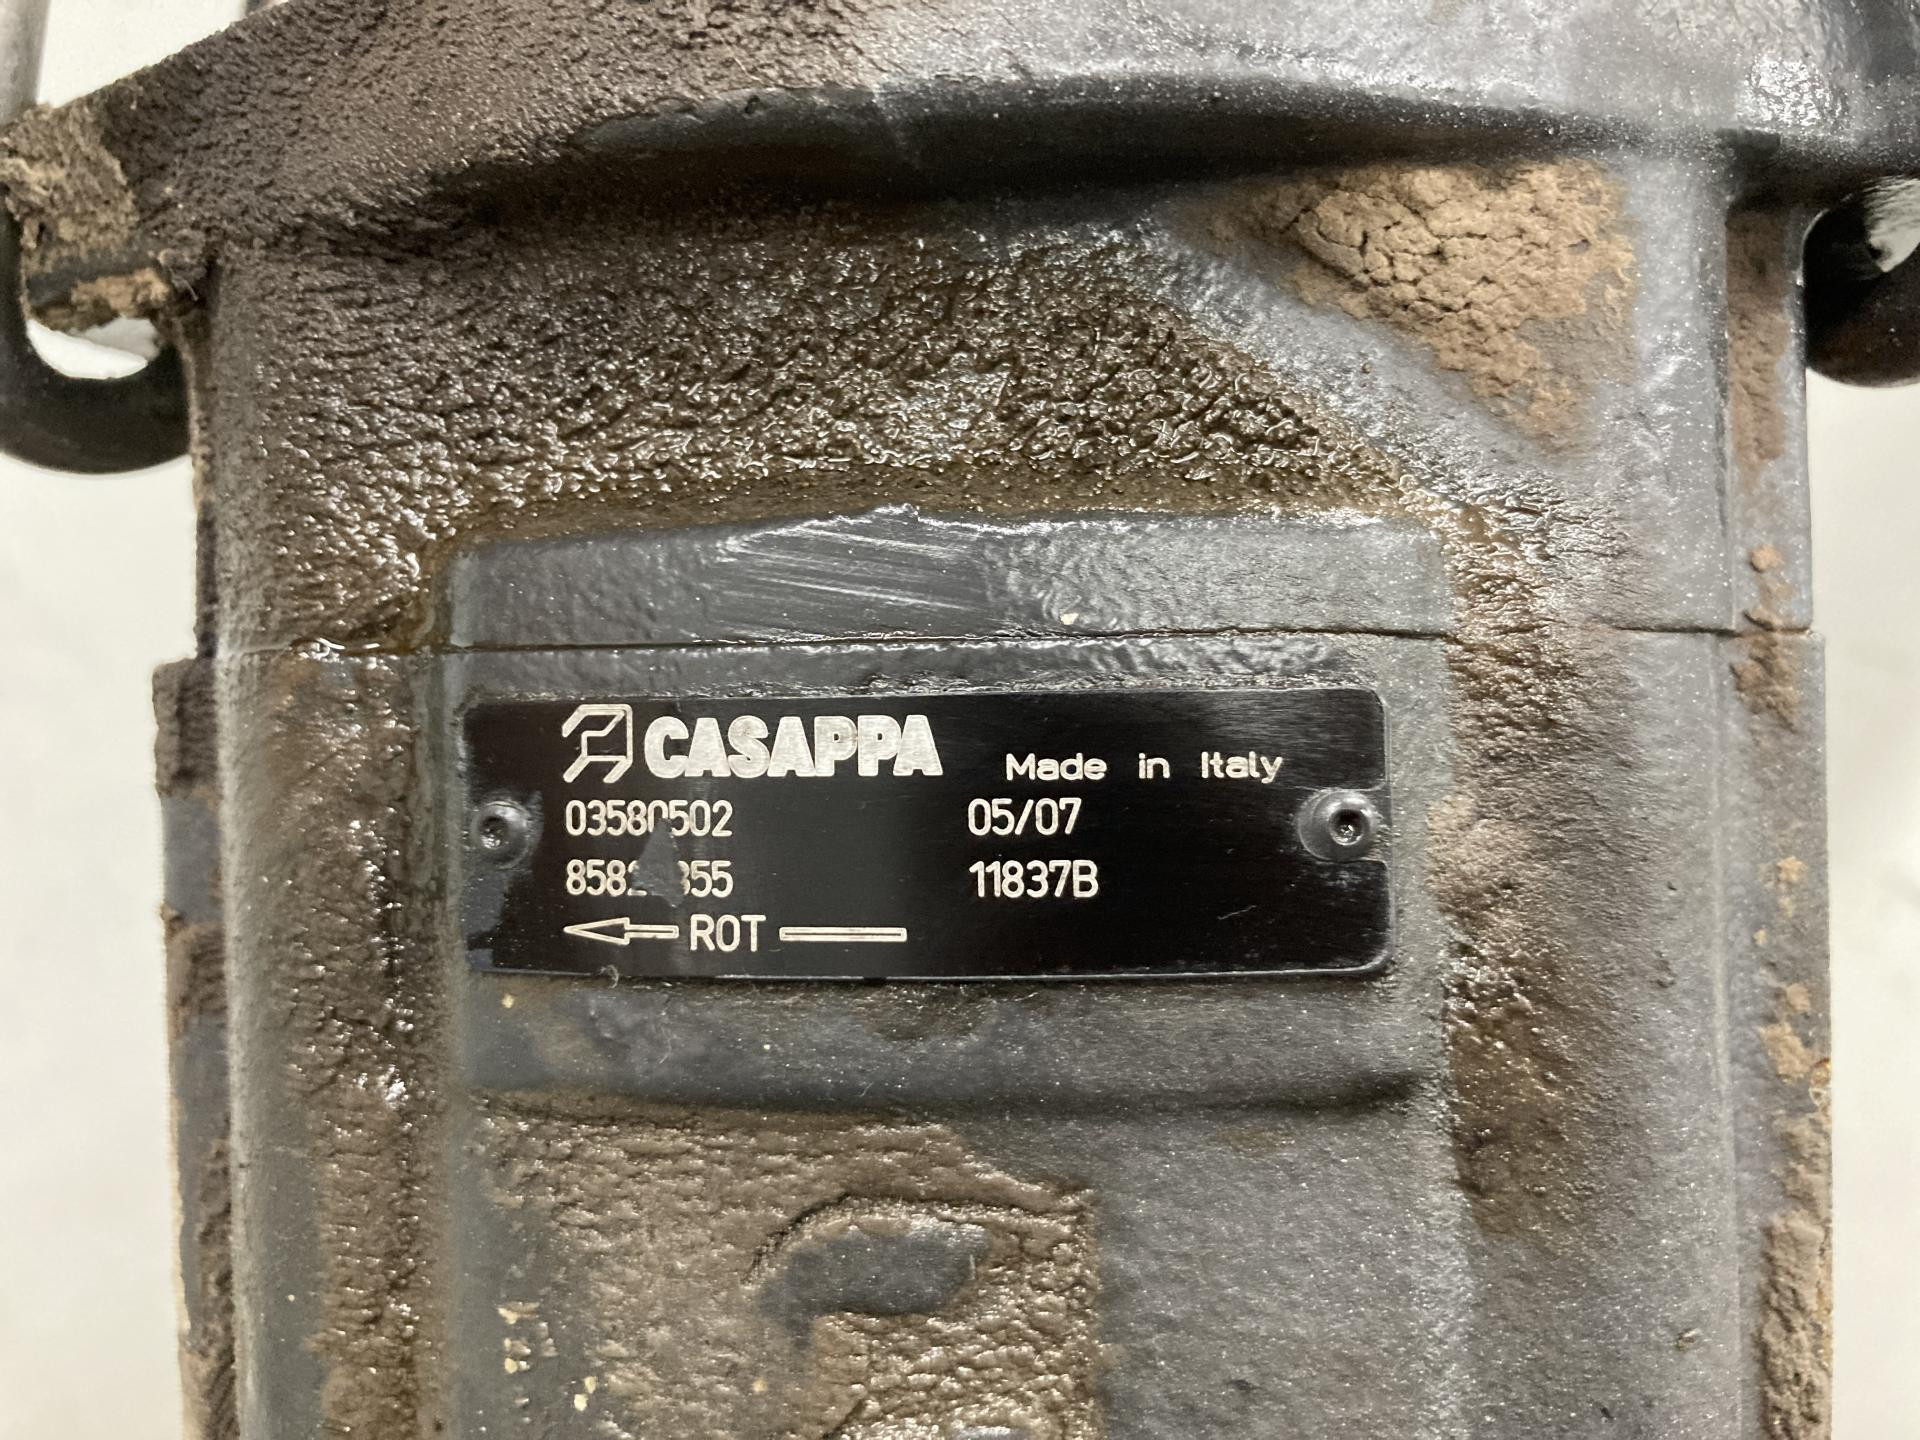 CASAPPA Made in Italy
03580502 05/07
11837B
ROT